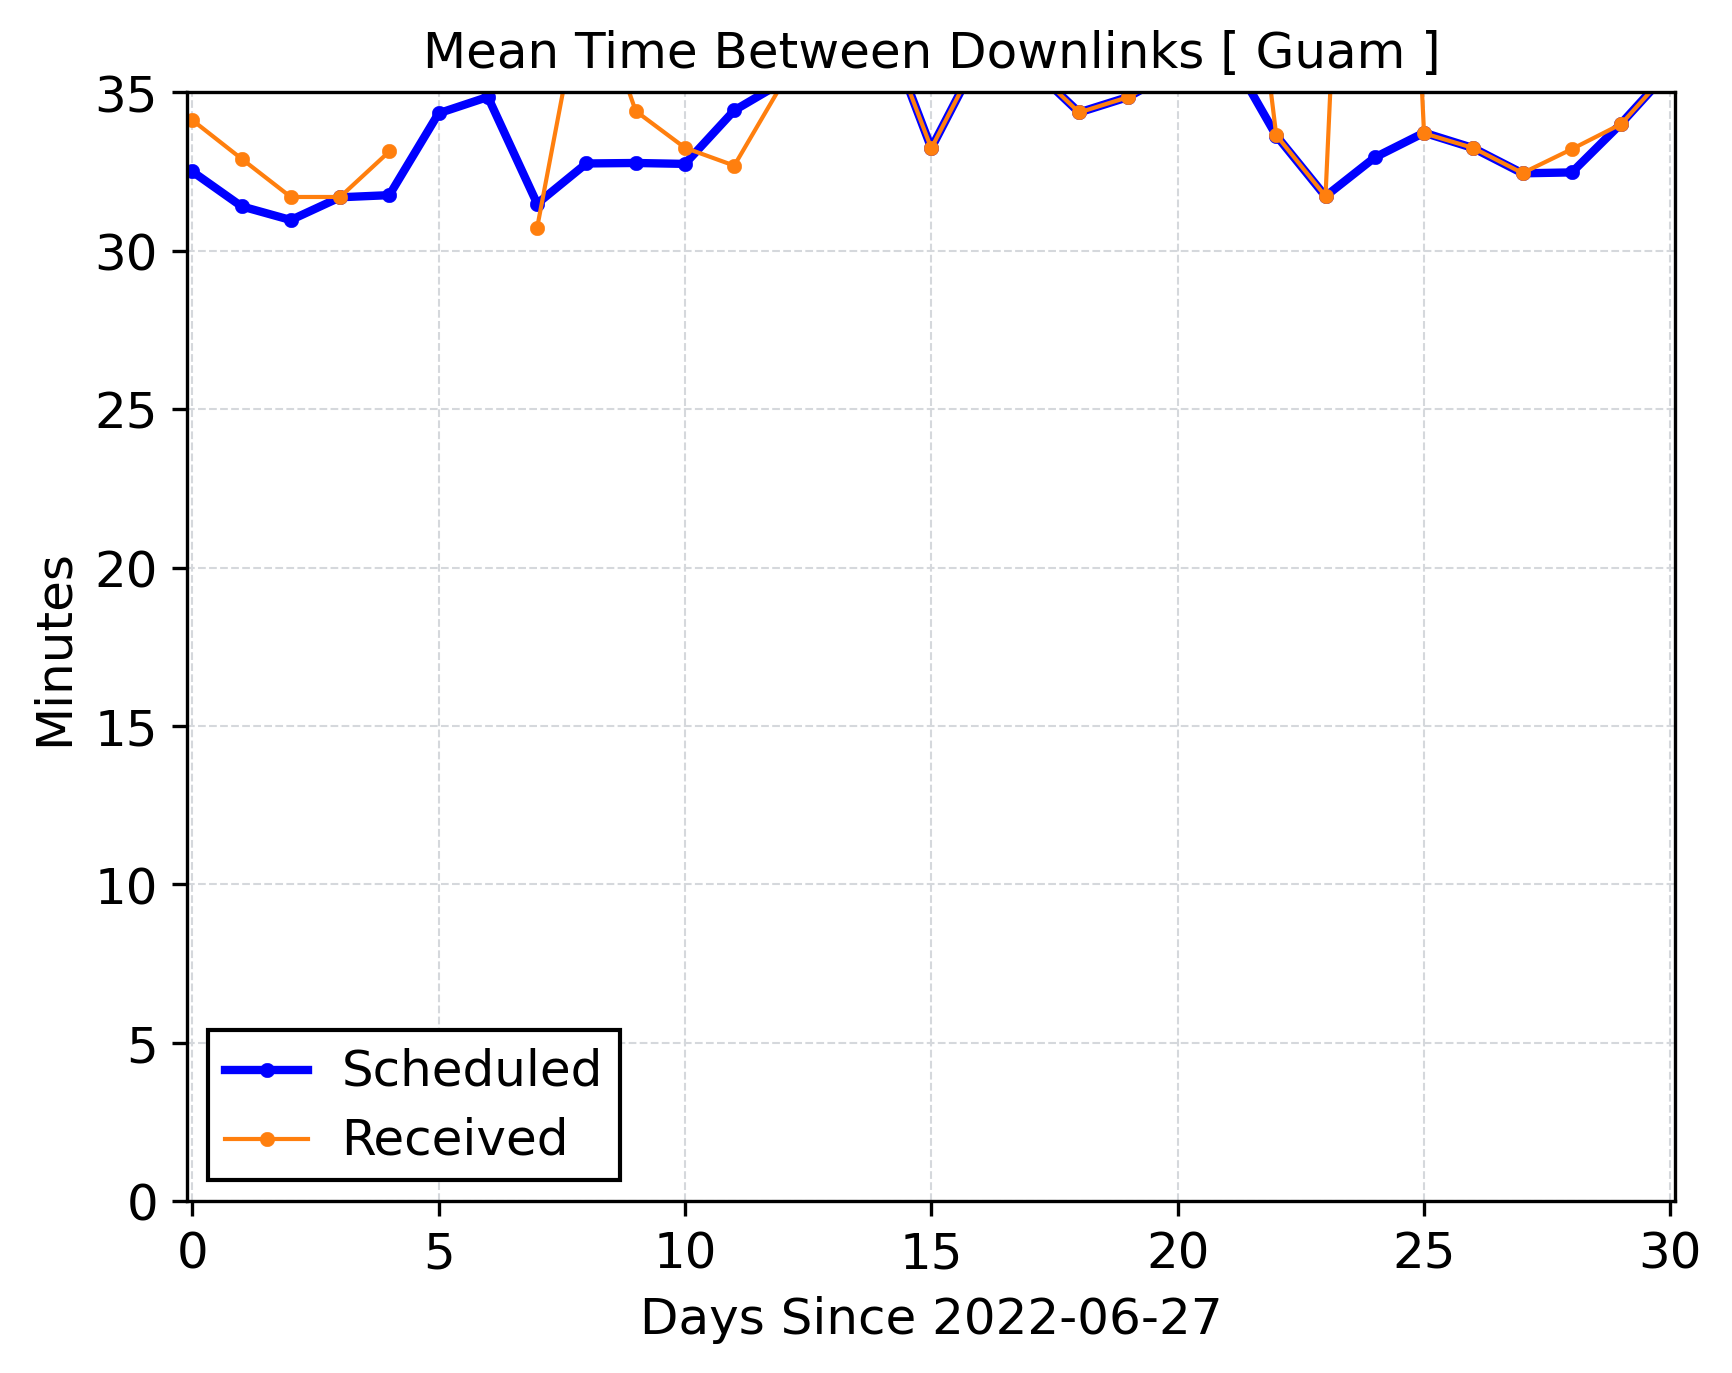 Mean Time Between Downlinks [ Guam ]
35
30
25
20
15
10
5
0
Minutes
Scheduled
Received
0 5 10 15 20 25 30
Days Since 2022-06-27